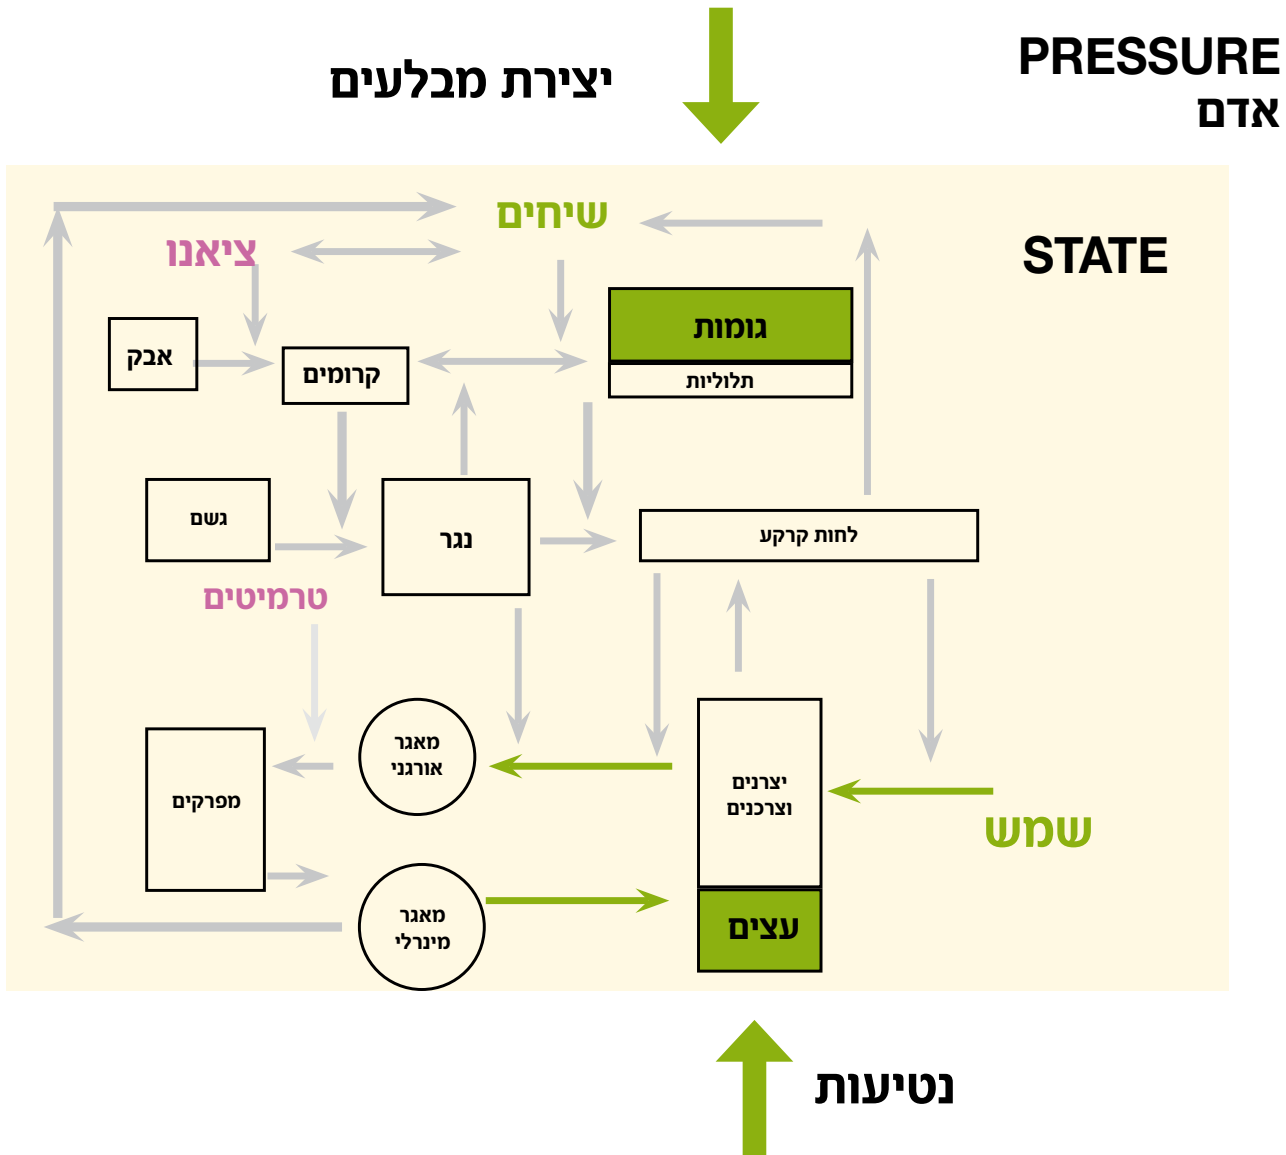 PRESSURE
אדם
יצירת מבלעים
STATE
שיחים
ציאנו
גומות
תלוליות
קרומים
אבק
לחות קרקע
נגר
גשם
טרמיטים
מאגר
אורגני
יצרנים
וצרכנים
מפרקים
שמש
מאגר
מינרלי
עצים
נטיעות